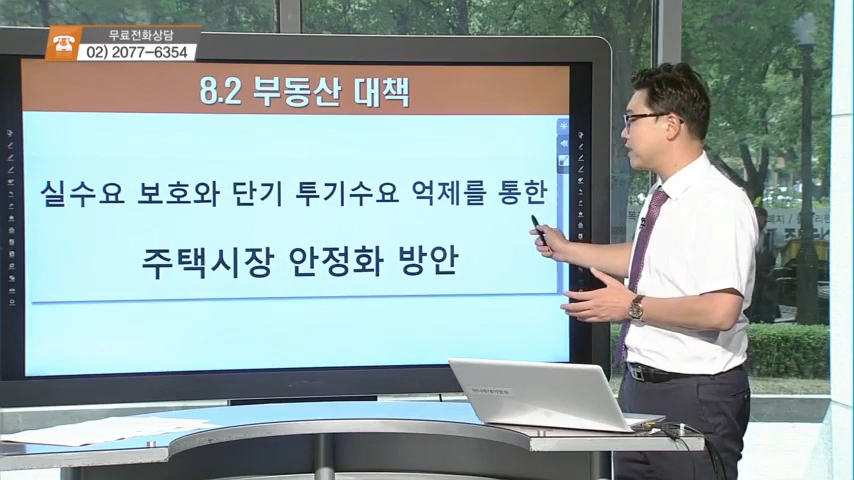 무료전화상담
02) 2077-6354
8.2 부동산 대책
실수요 보호와 단기 투기수요 억제를 통한
주택시장 안정화 방안